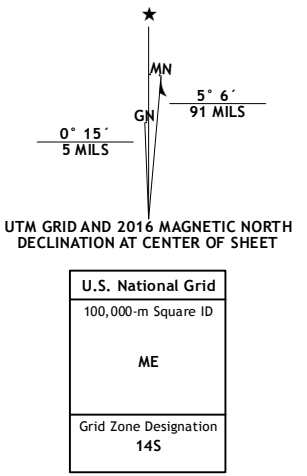 ★
MN
GN
5° 6´
91 MILS
0° 15´
5 MILS
UTM GRID AND 2016 MAGNETIC NORTH
DECLINATION AT CENTER OF SHEET
U.S. National Grid
100,000-m Square ID
ME
Grid Zone Designation
14S